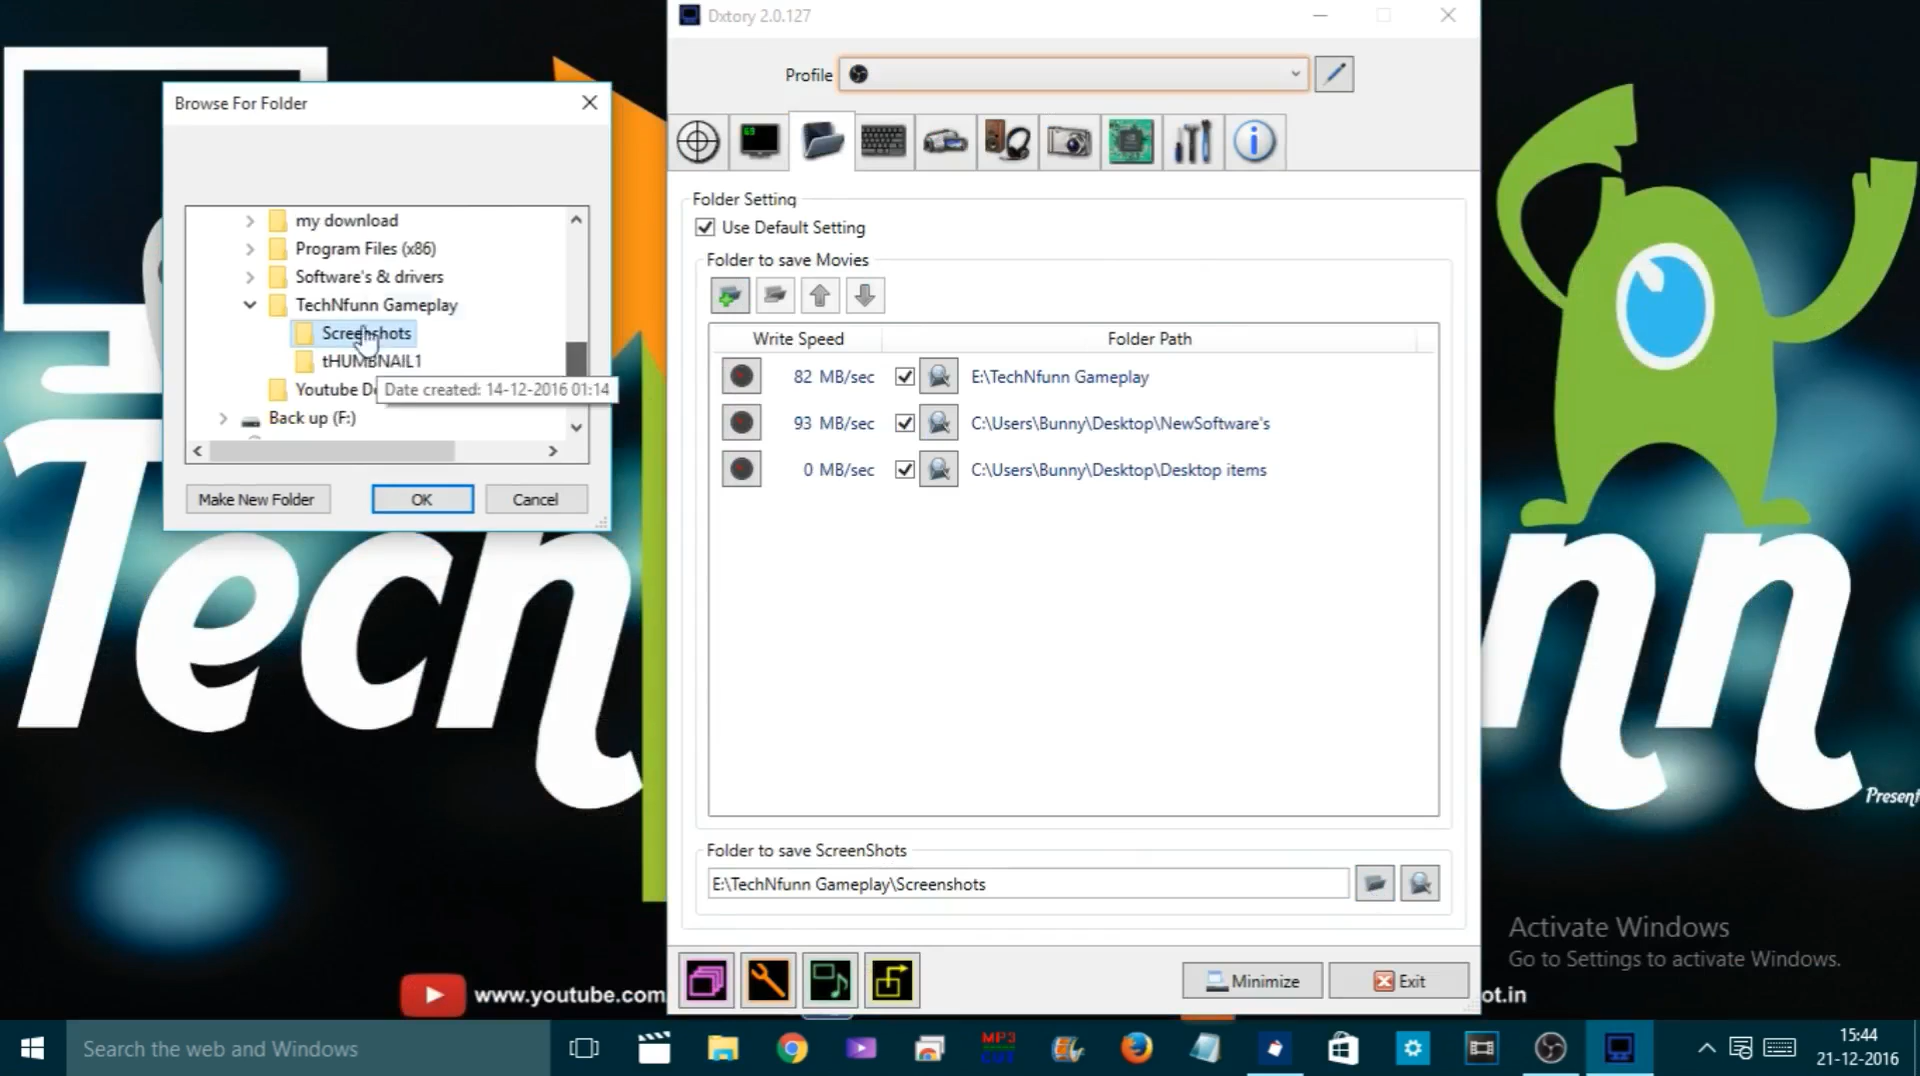 Dxtory 2.0.127
Profile
Browse For Folder
my download
Program Files (x86)
Software's & drivers
TechNfunn Gameplay
Screenshots
tHUMBNAIL1
Youtube
Date created: 14-12-2016 01:14
Back up (F:)
Make New Folder
OK
Cancel
Folder Setting
Use Default Setting
Folder to save Movies
Write Speed
Folder Path
82 MB/sec
E:\TechNfunn Gameplay
93 MB/sec
C:\Users\Bunny\Desktop\NewSoftware's
0 MB/sec
C:\Users\Bunny\Desktop\Desktop items
Folder to save ScreenShots
E:\TechNfunn Gameplay\Screenshots
Minimize
Exit
Tecn
nn
Present
www.youtube.com
ot.in
Activate Windows
Go to Settings to activate Windows.
Search the web and Windows
MP3
15:44
21-12-2016